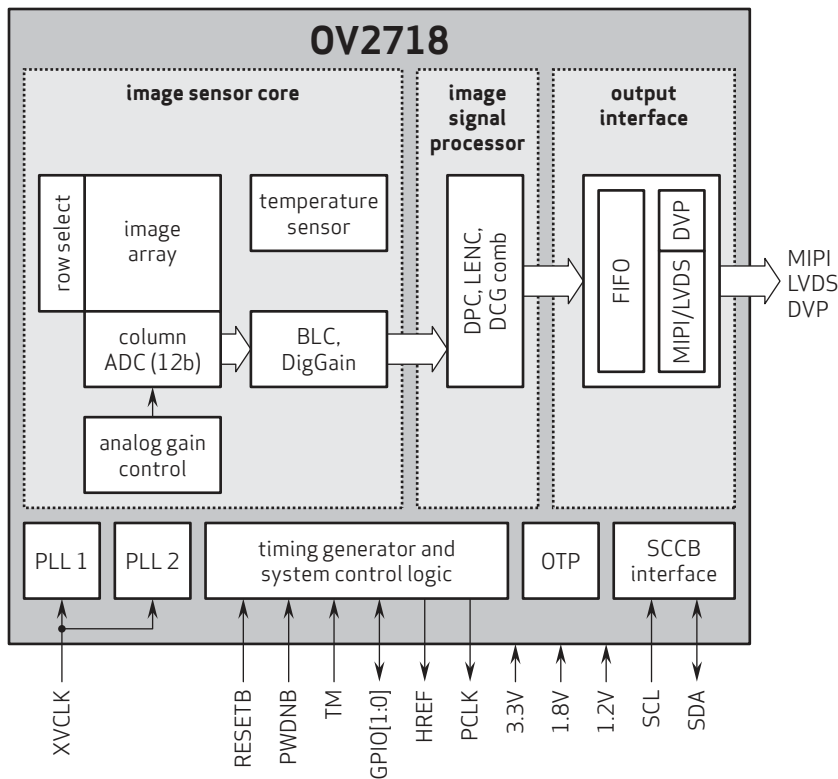 OV2718
image sensor core
image
signal
processor
output
interface
row select
image
array
temperature
sensor
column
ADC (12b)
BLC,
DigGain
analog gain
control
DPC, LENC,
DCG comb
FIFO
DVP
MIPI/LVDS
MIPI
LVDS
DVP
PLL 1
PLL 2
timing generator and
system control logic
OTP
SCCB
interface
XVCLK
RESETB
PWDNB
TM
GPIO[1:0]
HREF
PCLK
3.3V
1.8V
1.2V
SCL
SDA